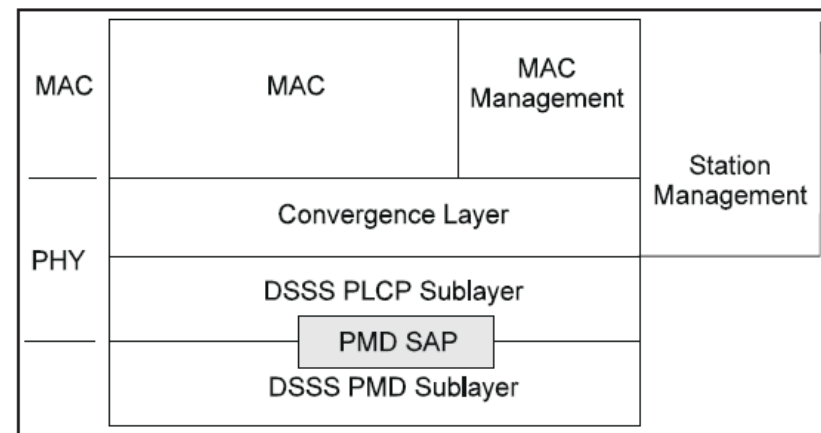 MAC
MAC
MAC
Management
Station
Management
Convergence Layer
PHY
DSSS PLCP Sublayer
PMD SAP
DSSS PMD Sublayer